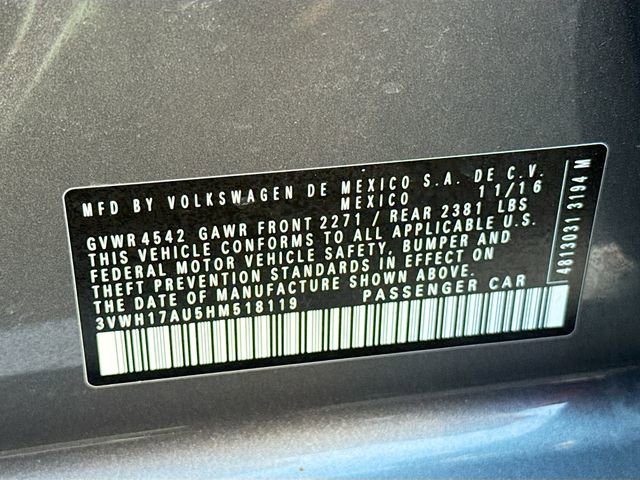 MFD BY VOLKSWAGEN DE MEXICO S.A. DE C.V.
MEXICO 11/16
GVWR 4542 GAWR FRONT 2271 / REAR 2381 LBS
THIS VEHICLE CONFORMS TO ALL APPLICABLE U.S.
FEDERAL MOTOR VEHICLE SAFETY, BUMPER AND
THEFT PREVENTION STANDARDS IN EFFECT ON
THE DATE OF MANUFACTURE SHOWN ABOVE.
3VWH17AU5HM518119 PASSENGER CAR
4813031 3194 M